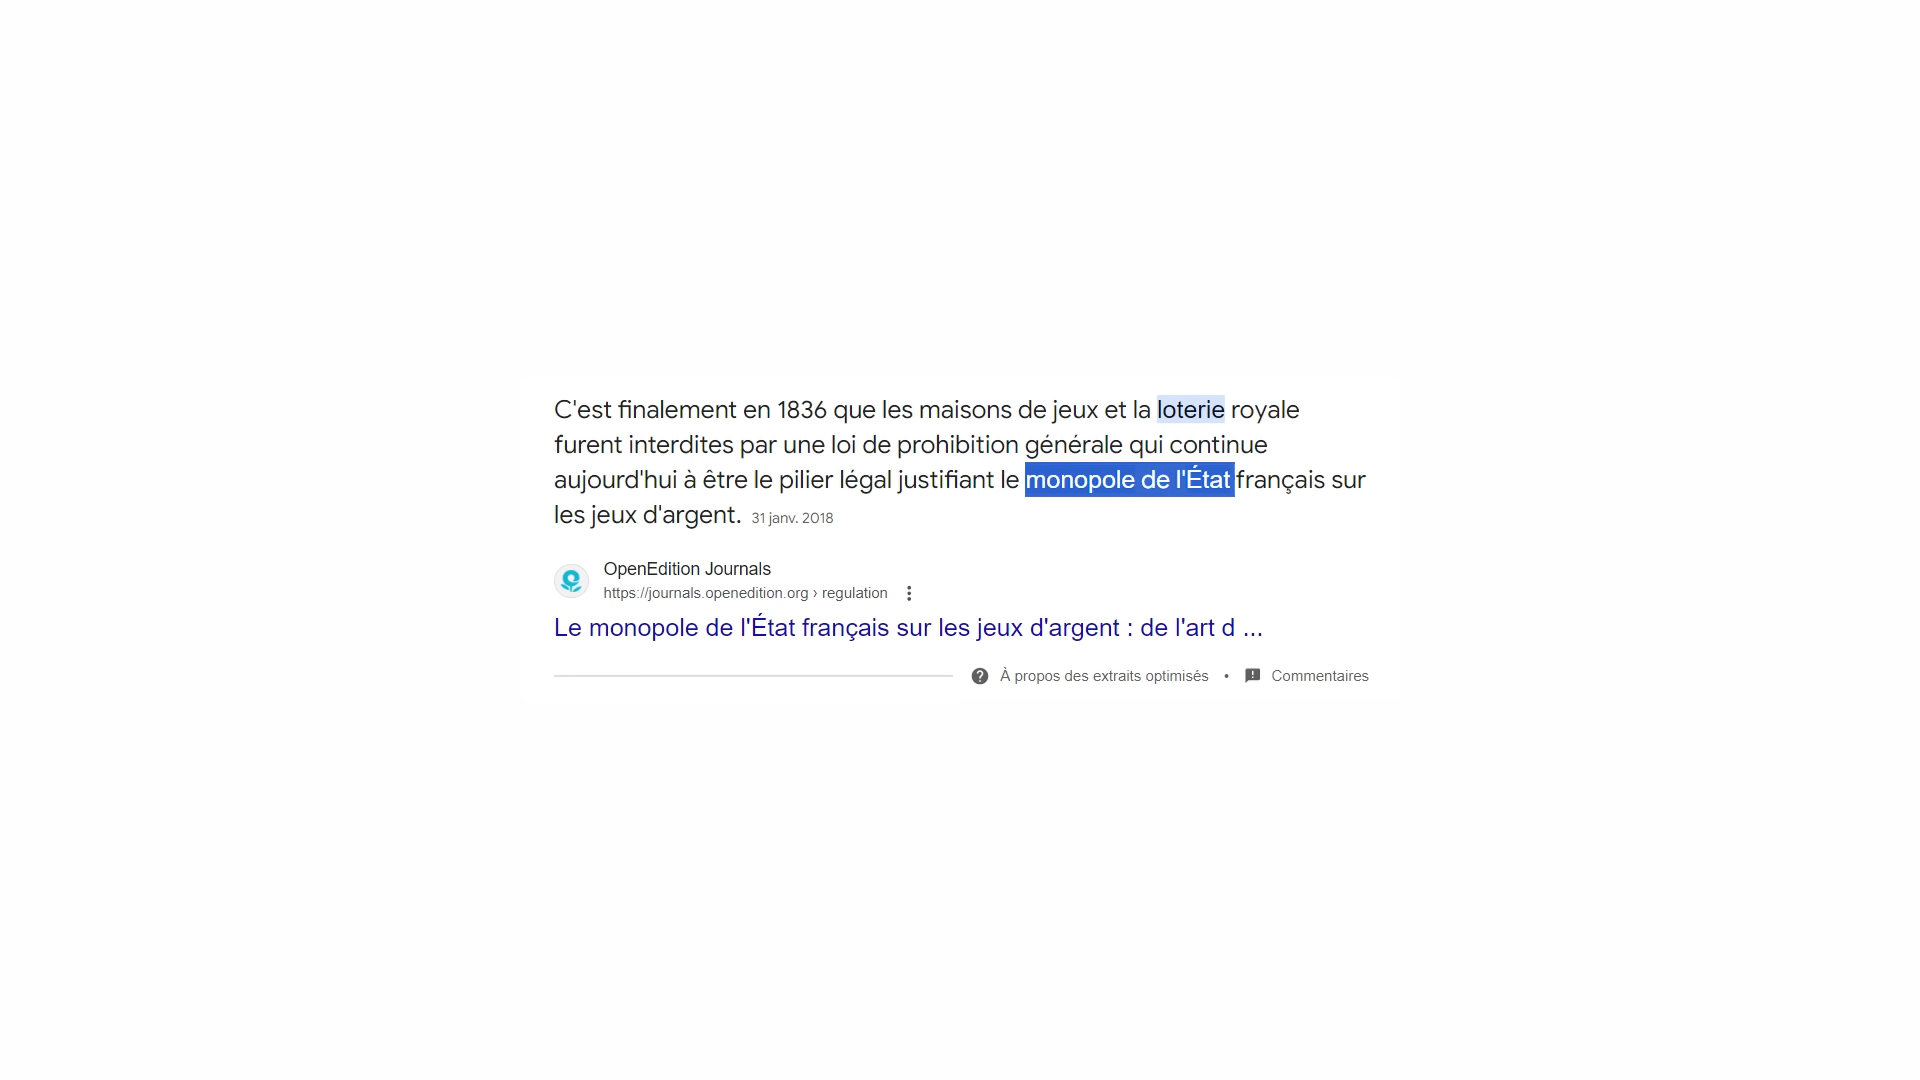 C'est finalement en 1836 que les maisons de jeux et la loterie royale
furent interdites par une loi de prohibition générale qui continue
aujourd'hui à être le pilier légal justifiant le monopole de l'État français sur
les jeux d'argent. 31 janv. 2018
OpenEdition Journals
https://journals.openedition.org › regulation
Le monopole de l'État français sur les jeux d'argent : de l'art d ...
À propos des extraits optimisés • Commentaires